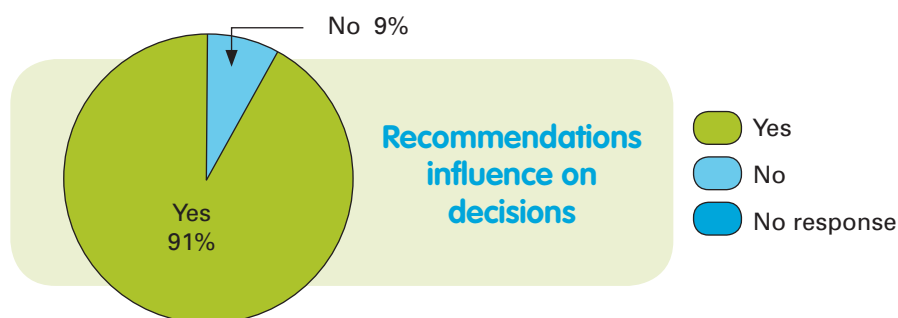 No 9%
Yes
91%
Recommendations
influence on
decisions
Yes
No
No response